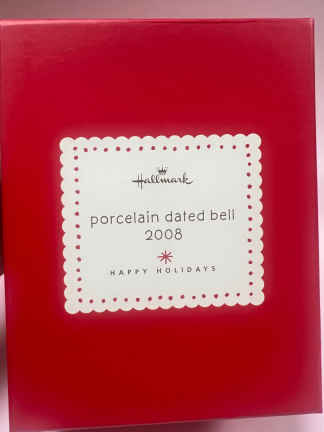 Hallmark
porcelain dated bell
2008
HAPPY HOLIDAYS